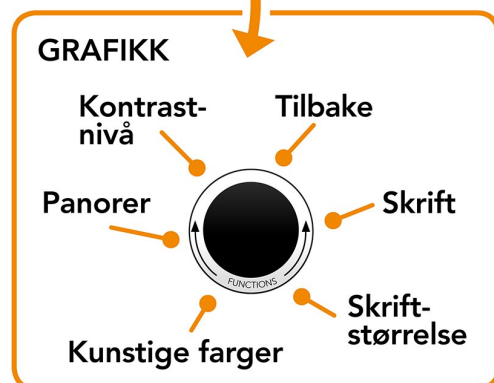 GRAFIKK
Kontrast-
nivå
Tilbake
Panorer
Skrift
FUNCTIONS
Skrift-
størrelse
Kunstige farger